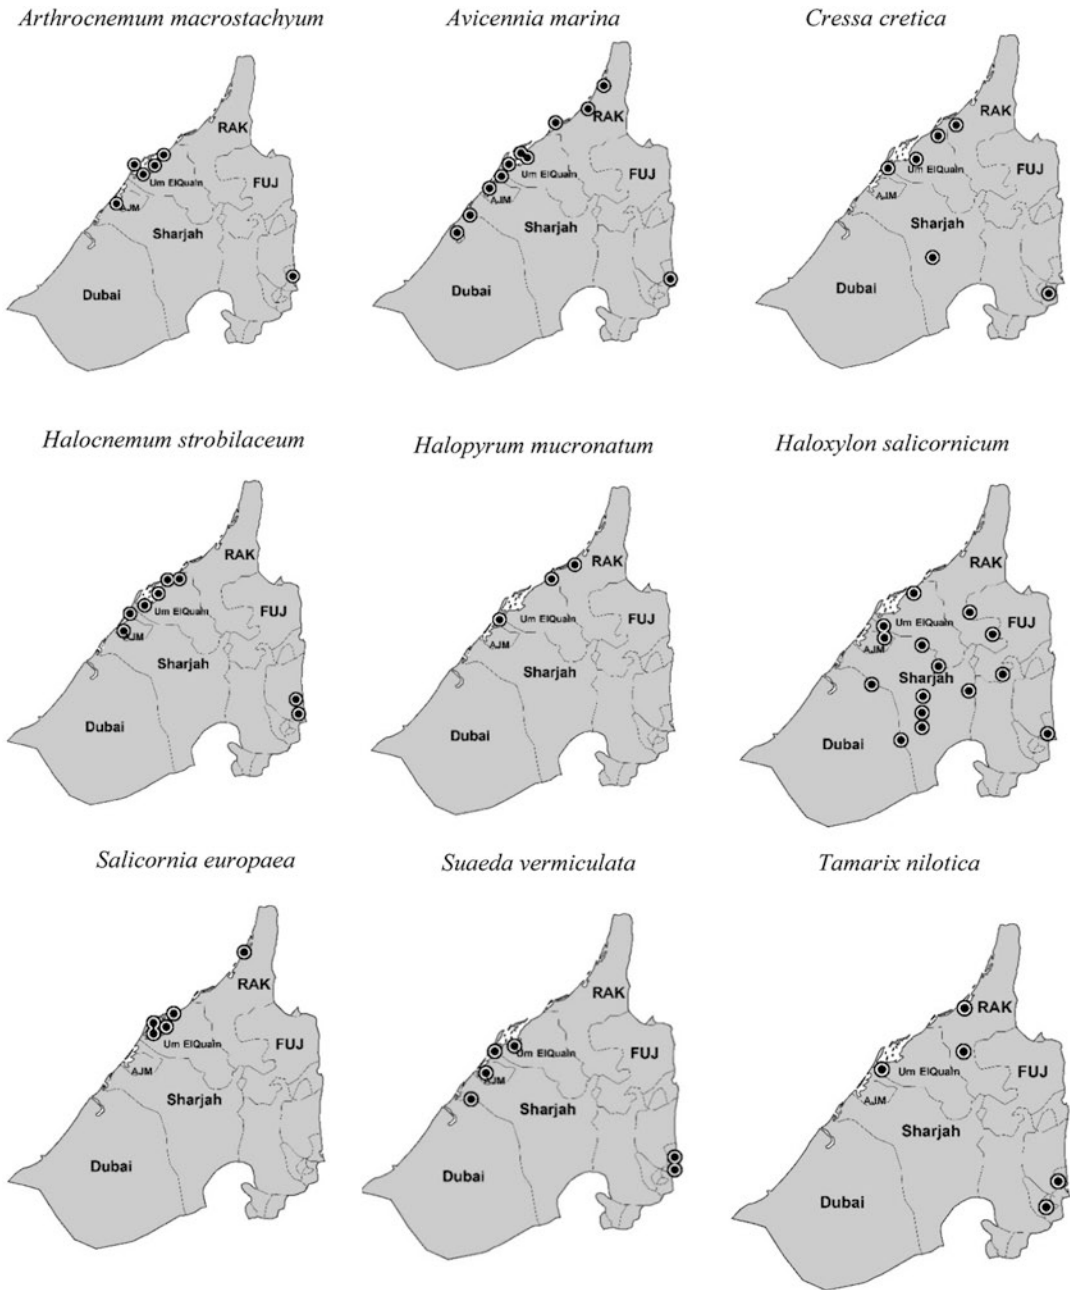 Arthrocnemum macrostachyum
Avicennia marina
Cressa cretica
RAK
Um ElQuain
FUJ
AJM
Sharjah
Dubai
RAK
Um ElQuain
FUJ
AJM
Sharjah
Dubai
RAK
Um ElQuain
FUJ
AJM
Sharjah
Dubai
Halocnemum strobilaceum
Halopyrum mucronatum
Haloxylon salicornicum
RAK
Um ElQuain
FUJ
AJM
Sharjah
Dubai
RAK
Um ElQuain
FUJ
AJM
Sharjah
Dubai
RAK
Um ElQuain
FUJ
AJM
Sharjah
Dubai
Salicornia europaea
Suaeda vermiculata
Tamarix nilotica
RAK
Um ElQuain
FUJ
AJM
Sharjah
Dubai
RAK
Um ElQuain
FUJ
AJM
Sharjah
Dubai
RAK
Um ElQuain
FUJ
AJM
Sharjah
Dubai